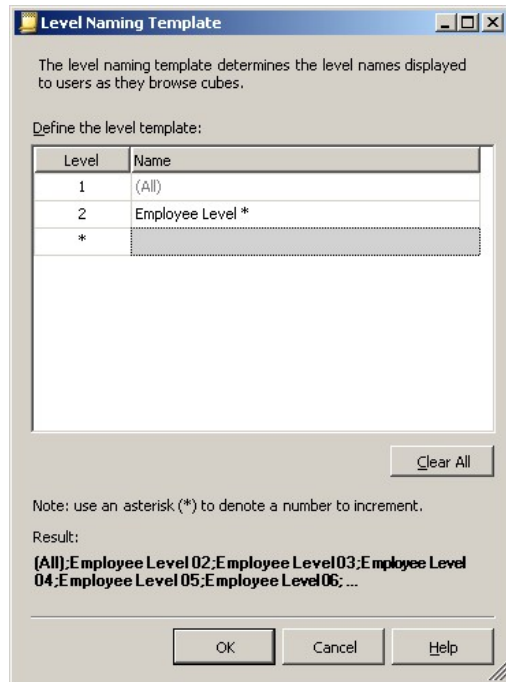 Level Naming Template
The level naming template determines the level names displayed
to users as they browse cubes.
Define the level template:
Level Name
1 (All)
2 Employee Level *
*
Clear All
Note: use an asterisk (*) to denote a number to increment.
Result:
(All);Employee Level 02;Employee Level 03;Employee Level
04;Employee Level 05;Employee Level 06; ...
OK Cancel Help